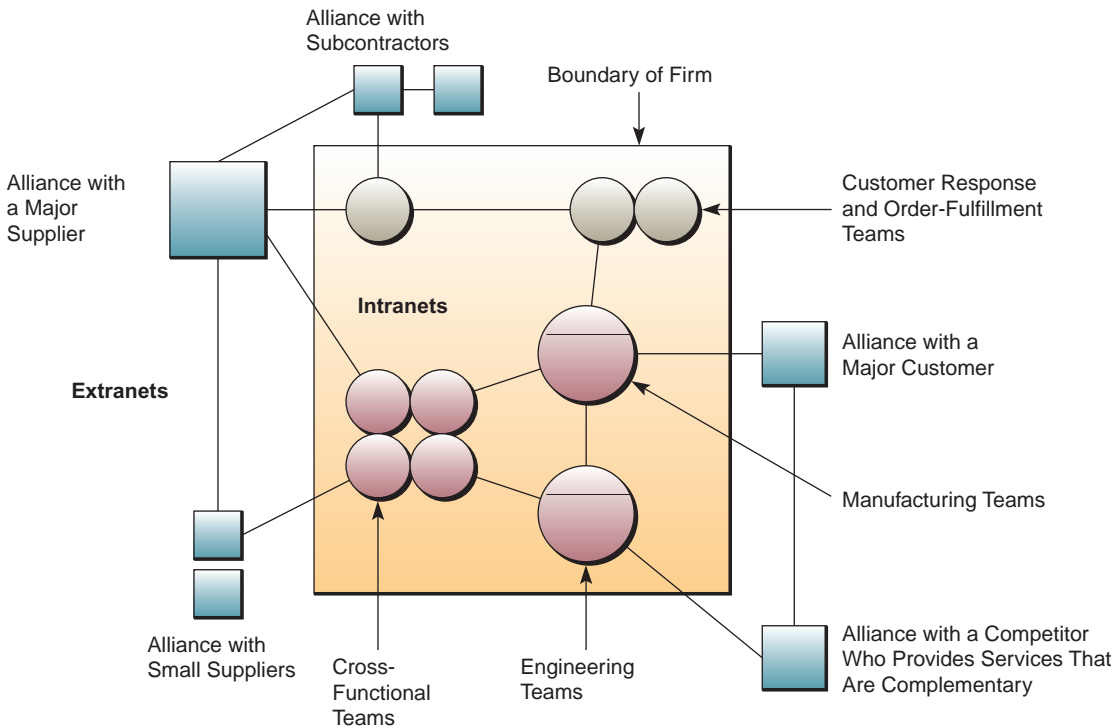 Alliance with
Subcontractors
Boundary of Firm
Alliance with
a Major
Supplier
Customer Response
and Order-Fulfillment
Teams
Intranets
Alliance with a
Major Customer
Extranets
Manufacturing Teams
Alliance with
Small Suppliers
Cross-
Functional
Teams
Engineering
Teams
Alliance with a Competitor
Who Provides Services That
Are Complementary